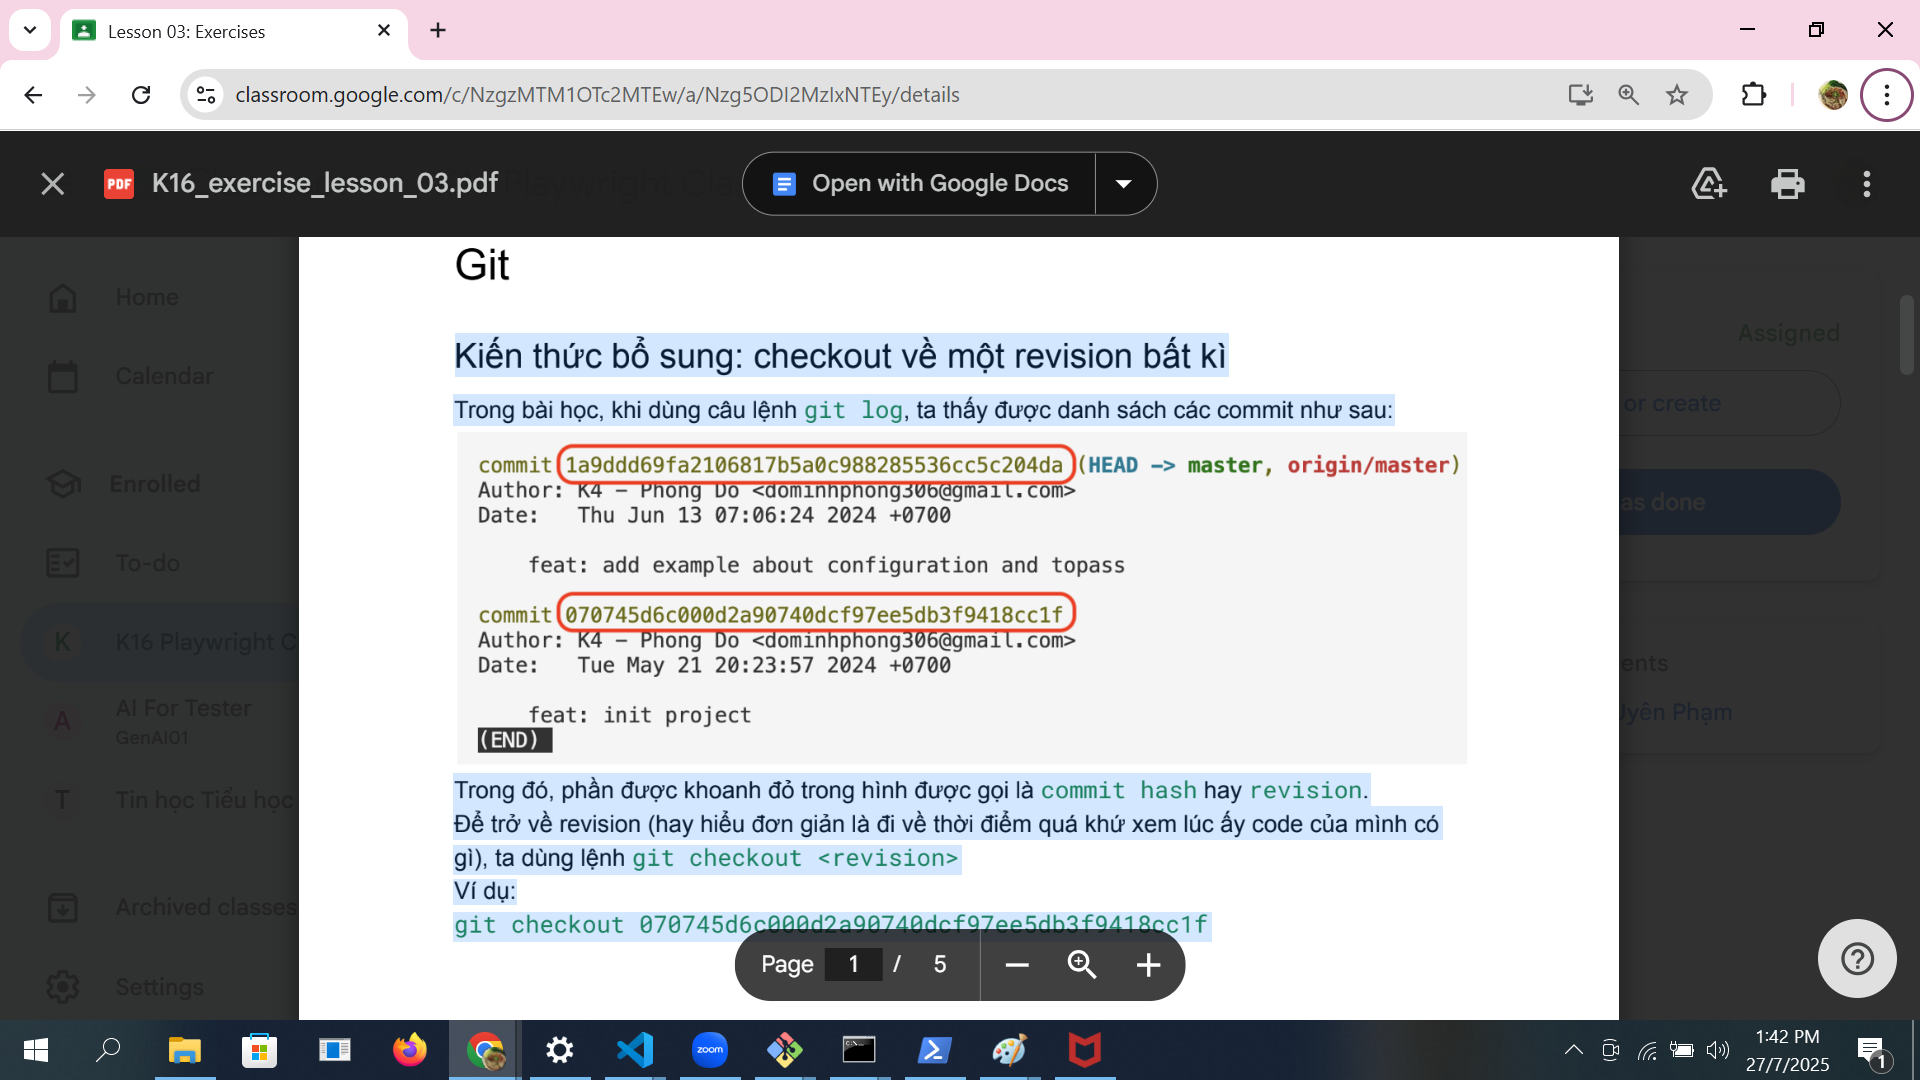 Lesson 03: Exercises
classroom.google.com/c/NzgzMTM1OTc2MTEw/a/Nzg5ODI2MzIxNTEy/details
PDF
K16_exercise_lesson_03.pdf
Open with Google Docs
Home
Calendar
Enrolled
To-do
K
K16 Playwright C
A
AI For Tester
GenAI01
T
Tin học Tiểu học
Archived classes
Settings
Git
Kiến thức bổ sung: checkout về một revision bất kì
Trong bài học, khi dùng câu lệnh git log, ta thấy được danh sách các commit như sau:
commit 1a9ddd69fa2106817b5a0c988285536cc5c204da (HEAD -> master, origin/master)
Author: K4 – Phong Do <dominhphong306@gmail.com>
Date: Thu Jun 13 07:06:24 2024 +0700
feat: add example about configuration and topass
commit 070745d6c000d2a90740dcf97ee5db3f9418cc1f
Author: K4 – Phong Do <dominhphong306@gmail.com>
Date: Tue May 21 20:23:57 2024 +0700
feat: init project
(END)
Trong đó, phần được khoanh đỏ trong hình được gọi là commit hash hay revision.
Để trở về revision (hay hiểu đơn giản là đi về thời điểm quá khứ xem lúc ấy code của mình có
gì), ta dùng lệnh git checkout <revision>
Ví dụ:
git checkout 070745d6c000d2a90740dcf97ee5db3f9418cc1f
Page 1 / 5
Assigned
or create
as done
ents
Uyên Phạm
zoom
1:42 PM
27/7/2025
1